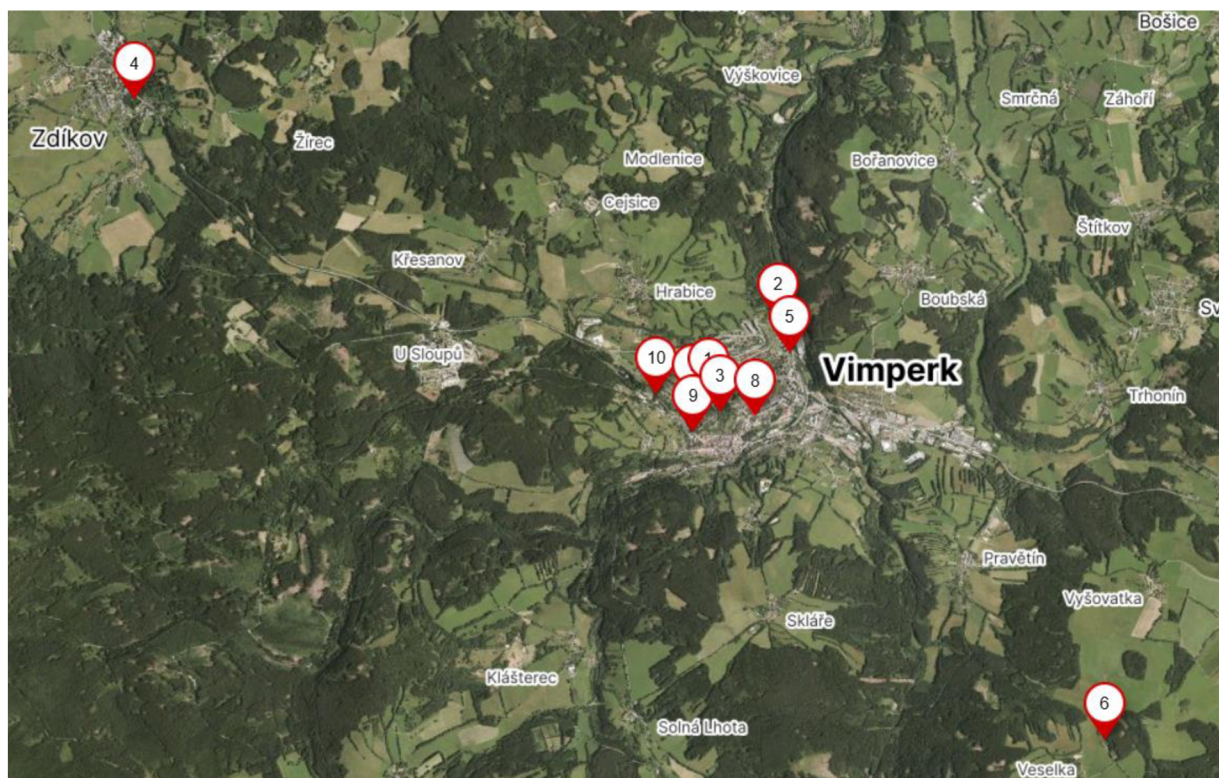 Bošice
4
Výškovice
Smrčná
Záhoří
Zdíkov
Žírec
Modlenice
Bořanovice
Cejsice
Štítkov
Křesanov
Hrabice
2
Boubská
5
U Sloupů
10
1
3
8
9
Vimperk
Trhonín
Pravětín
Vyšovatka
Skláře
Klášterec
6
Solná Lhota
Veselka